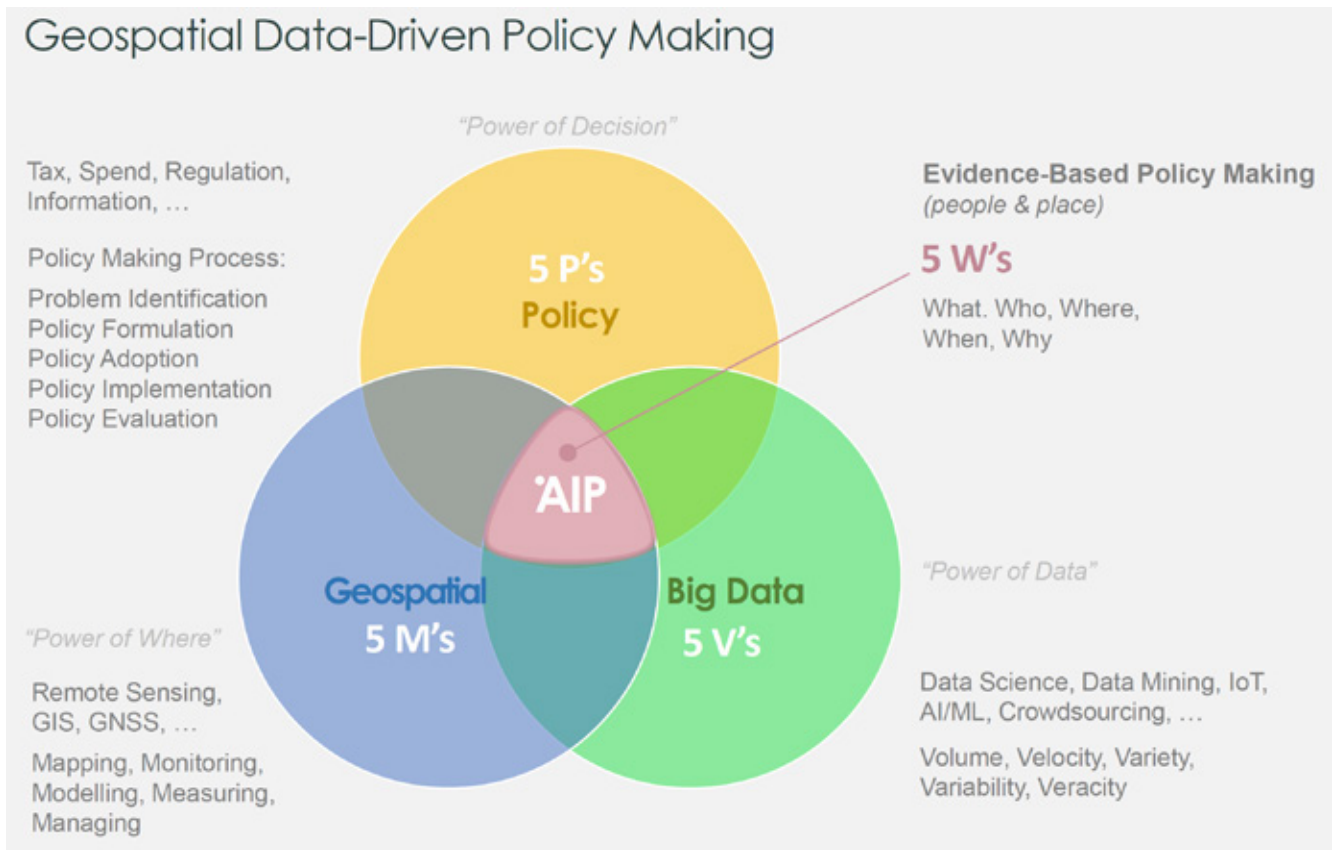 Geospatial Data-Driven Policy Making
"Power of Decision"
Tax, Spend, Regulation,
Information, …
Policy Making Process:
Problem Identification
Policy Formulation
Policy Adoption
Policy Implementation
Policy Evaluation
5 P's
Policy
Evidence-Based Policy Making
(people & place)
5 W's
What. Who, Where,
When, Why
AIP
Geospatial
5 M's
Big Data
5 V's
"Power of Where"
Remote Sensing,
GIS, GNSS, …
Mapping, Monitoring,
Modelling, Measuring,
Managing
"Power of Data"
Data Science, Data Mining, IoT,
AI/ML, Crowdsourcing, …
Volume, Velocity, Variety,
Variability, Veracity